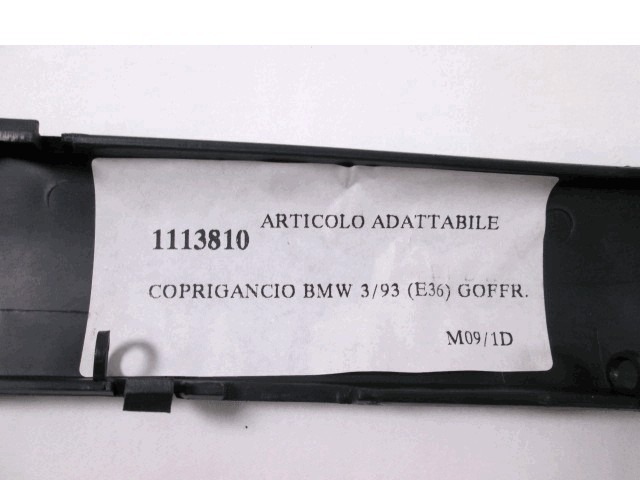 ARTICOLO ADATTABILE
1113810
COPRIGANCIO BMW 3/93 (E36) GOFFR.
M09/1D